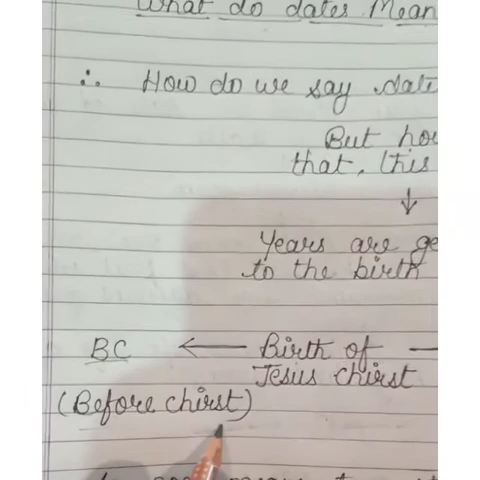 What do dates Mean
∴ How do we say date
But how
that, this
↓
Years are ge
to the birth
BC ← Birth of —
Jesus chirst
(Before chirst)